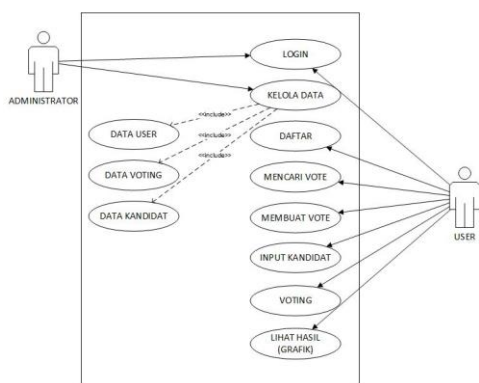 LOGIN
ADMINISTRATOR
KELOLA DATA
<<include>>
DATA USER
<<include>>
DAFTAR
<<include>>
DATA VOTING
MENCARI VOTE
DATA KANDIDAT
MEMBUAT VOTE
USER
INPUT KANDIDAT
VOTING
LIHAT HASIL
(GRAFIK)